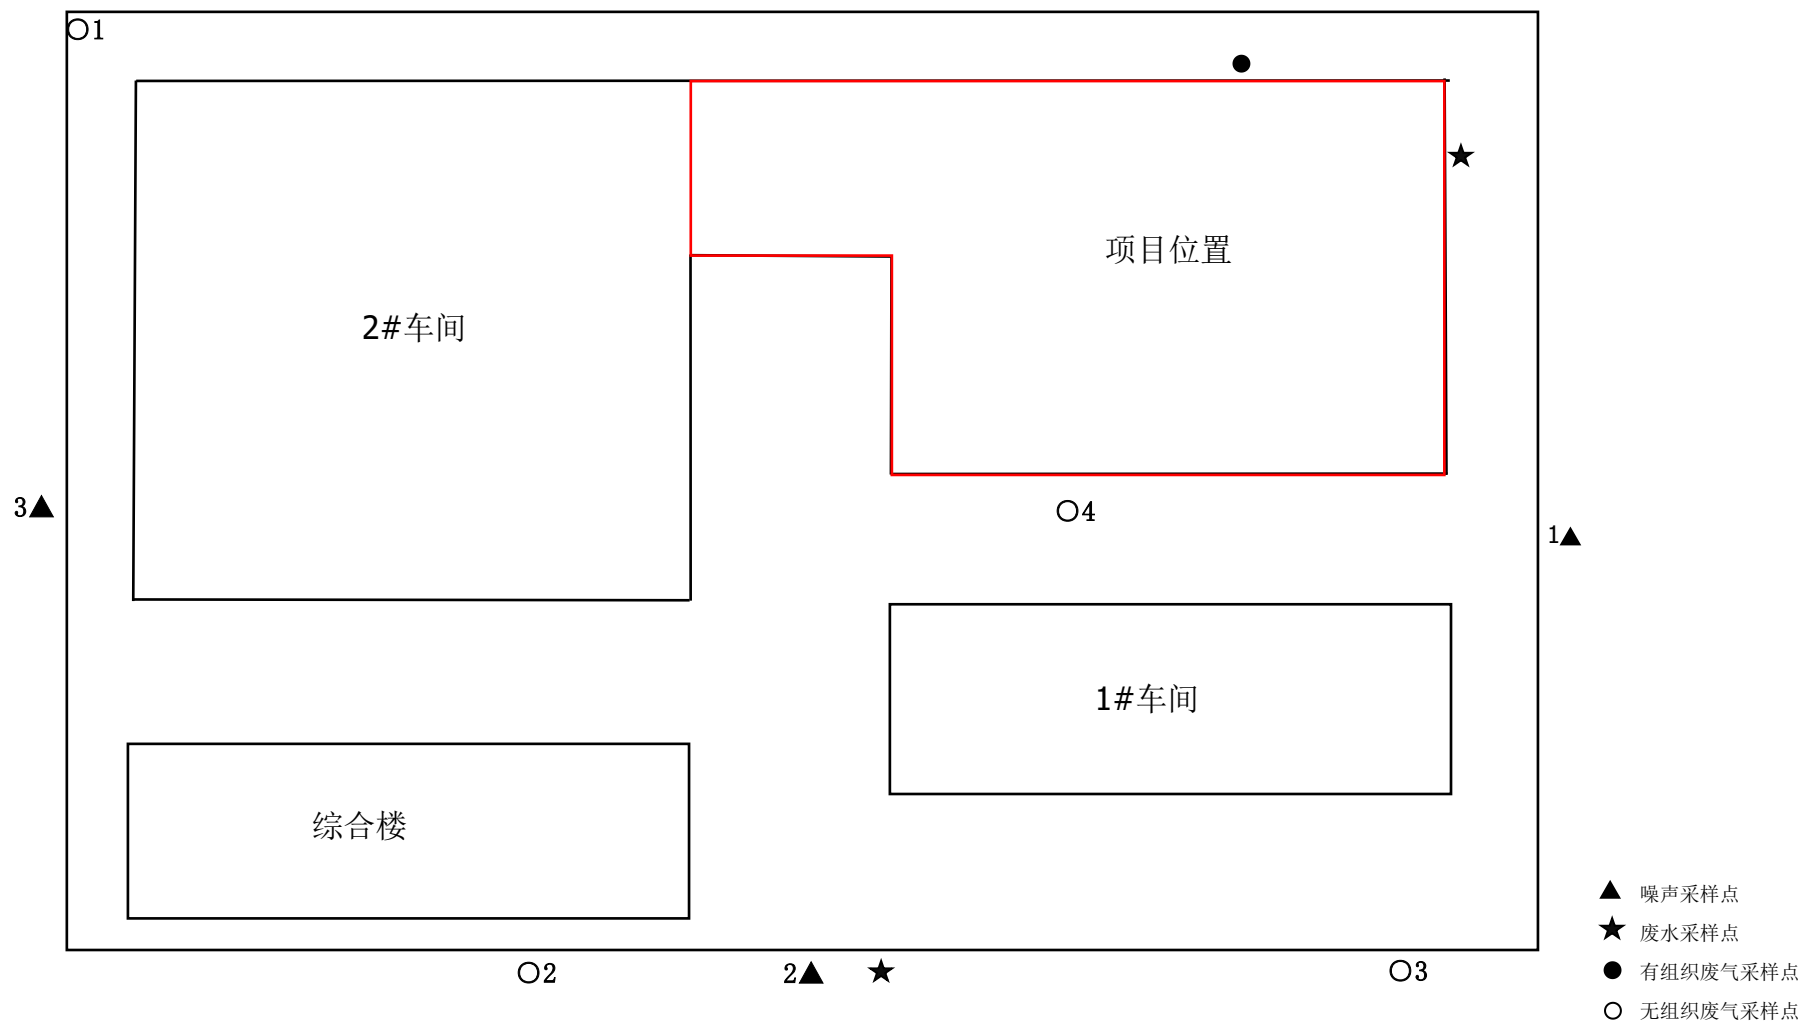 ○1
项目位置
2#车间
3▲
○4
1▲
1#车间
综合楼
▲ 噪声采样点
★ 废水采样点
● 有组织废气采样点
○ 无组织废气采样点
○2
2▲ ★
○3